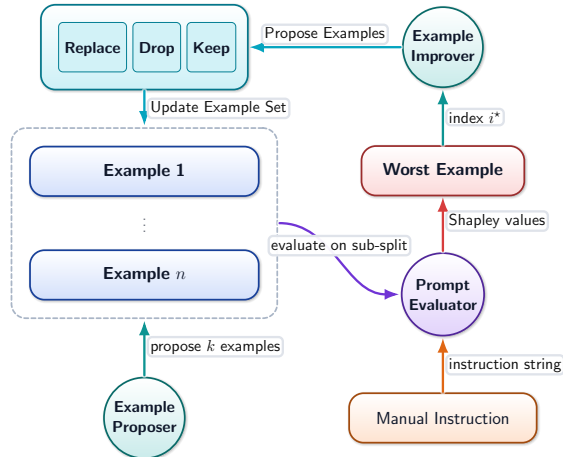 Replace
Drop
Keep
Propose Examples
Example
Improver
Update Example Set
index i*
Example 1
Worst Example
⋮
Shapley values
evaluate on sub-split
Example n
Prompt
Evaluator
propose k examples
instruction string
Example
Proposer
Manual Instruction